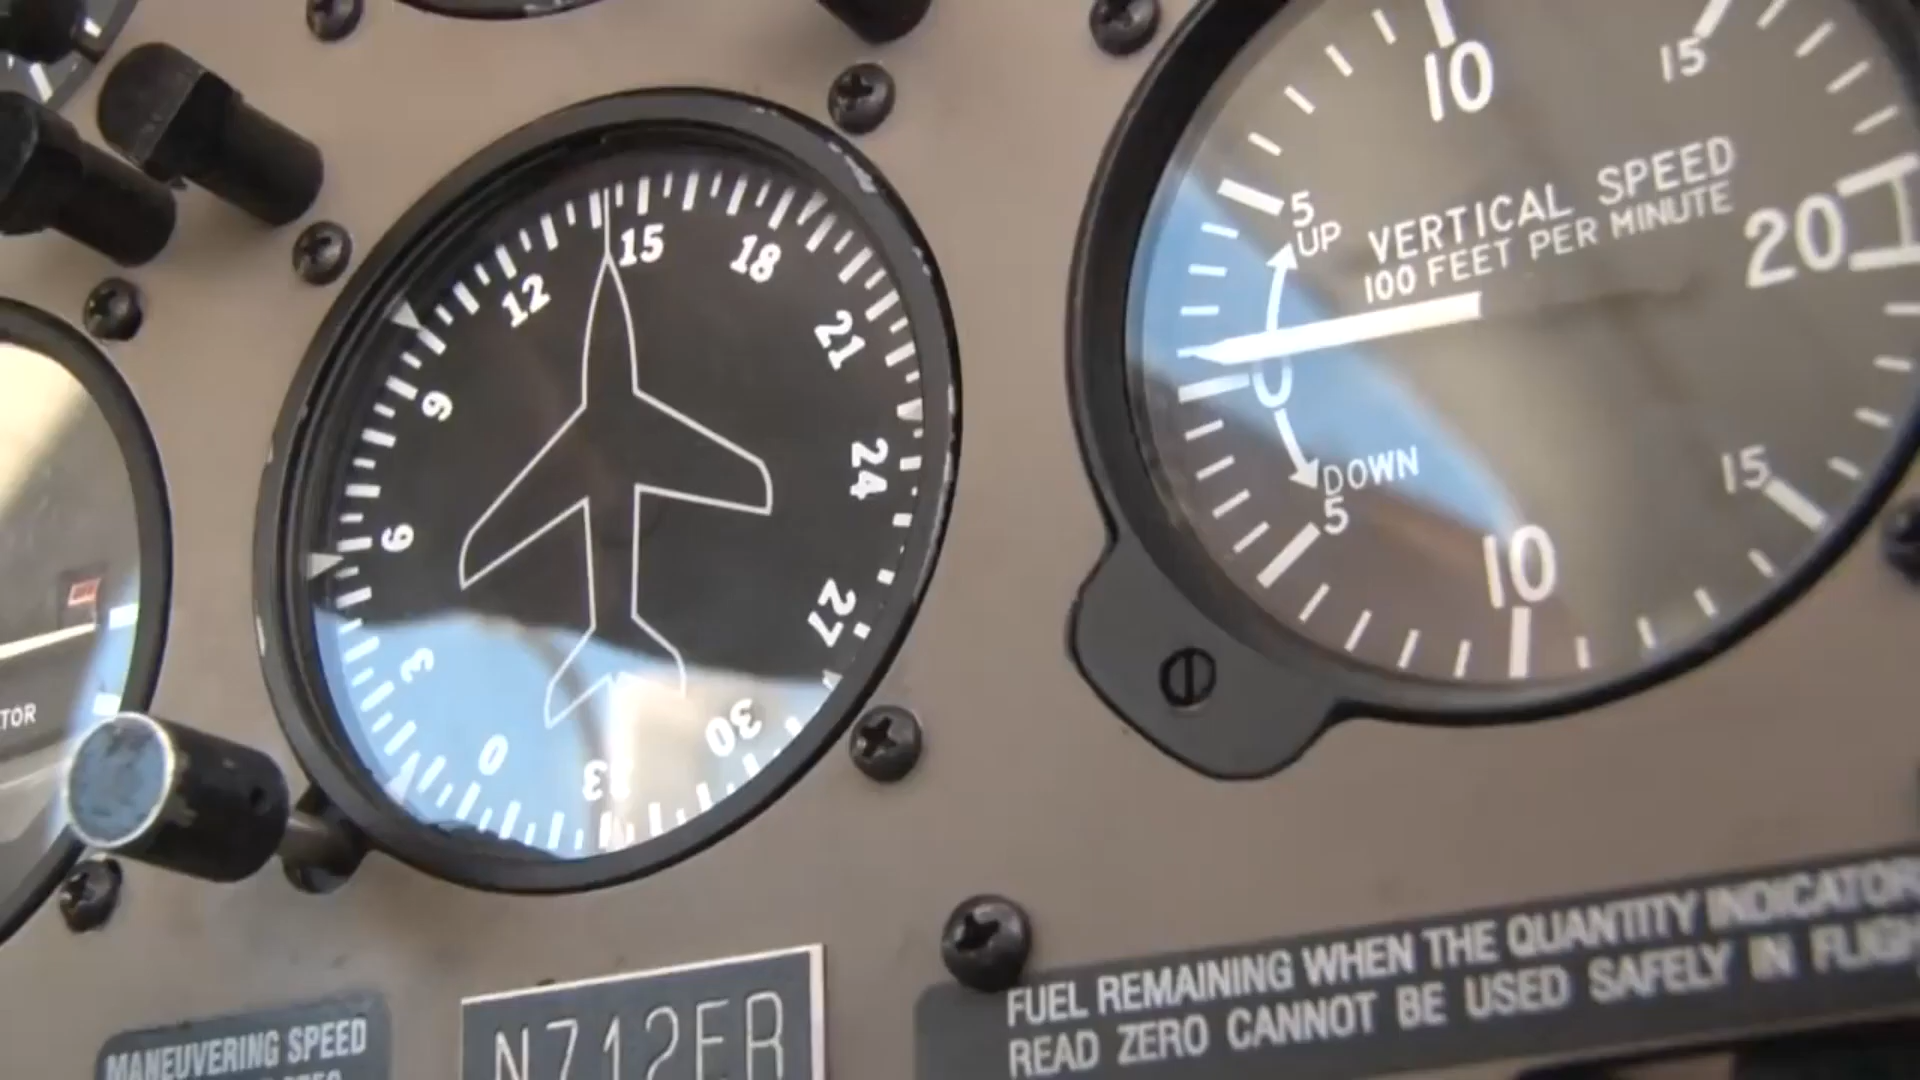 12
15
18
21
24
27
30
33
0
3
6
9
10
15
5
UP
VERTICAL SPEED
100 FEET PER MINUTE
20
0
DOWN
5
15
10
TOR
MANEUVERING SPEED
N712ER
FUEL REMAINING WHEN THE QUANTITY INDICATOR
READ ZERO CANNOT BE USED SAFELY IN FLIGH